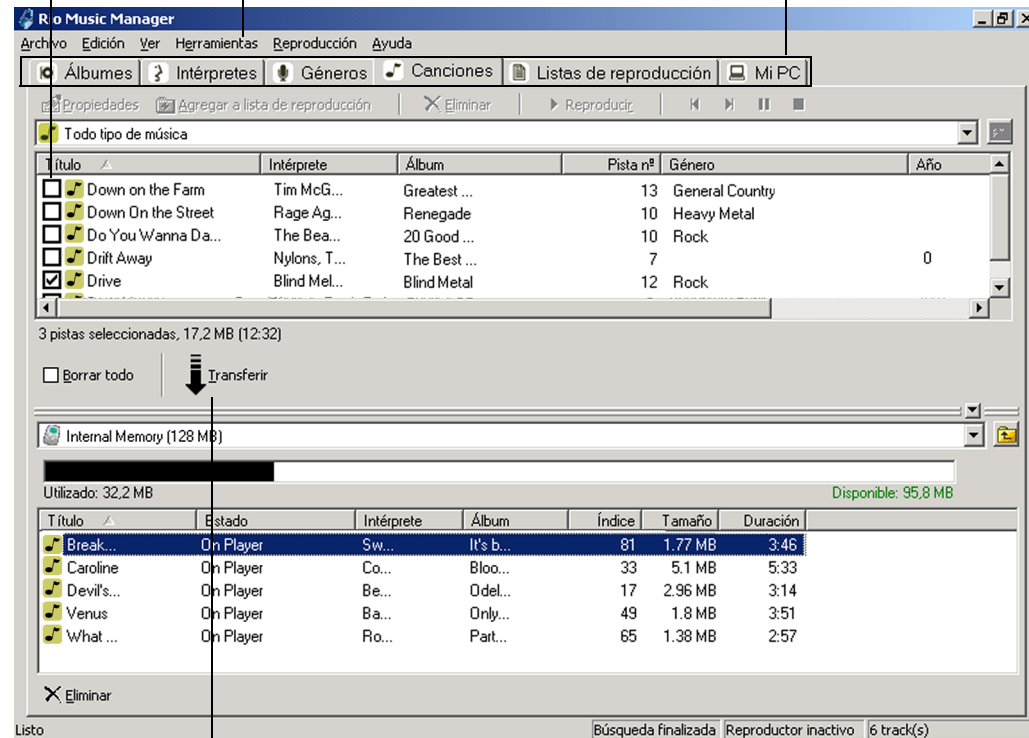 Rio Music Manager
Archivo Edición Ver Herramientas Reproducción Ayuda
Álbumes Intérpretes Géneros Canciones Listas de reproducción Mi PC
Propiedades Agregar a lista de reproducción Eliminar Reproducir
Todo tipo de música
Título Intérprete Álbum Pista nº Género Año
Down on the Farm Tim McG... Greatest ... 13 General Country
Down On the Street Rage Ag... Renegade 10 Heavy Metal
Do You Wanna Da... The Bea... 20 Good ... 10 Rock
Drift Away Nylons, T... The Best ... 7 0
Drive Blind Mel... Blind Metal 12 Rock
3 pistas seleccionadas, 17,2 MB (12:32)
Borrar todo Transferir
Internal Memory (128 MB)
Utilizado: 32,2 MB Disponible: 95,8 MB
Título Estado Intérprete Álbum Índice Tamaño Duración
Break... On Player Sw... It's b... 81 1.77 MB 3:46
Caroline On Player Co... Bloo... 33 5.1 MB 5:33
Devil's... On Player Be... Odel... 17 2.96 MB 3:14
Venus On Player Ba... Only... 49 1.8 MB 3:51
What ... On Player Ro... Part... 65 1.38 MB 2:57
Eliminar
Listo Búsqueda finalizada Reproductor inactivo 6 track(s)